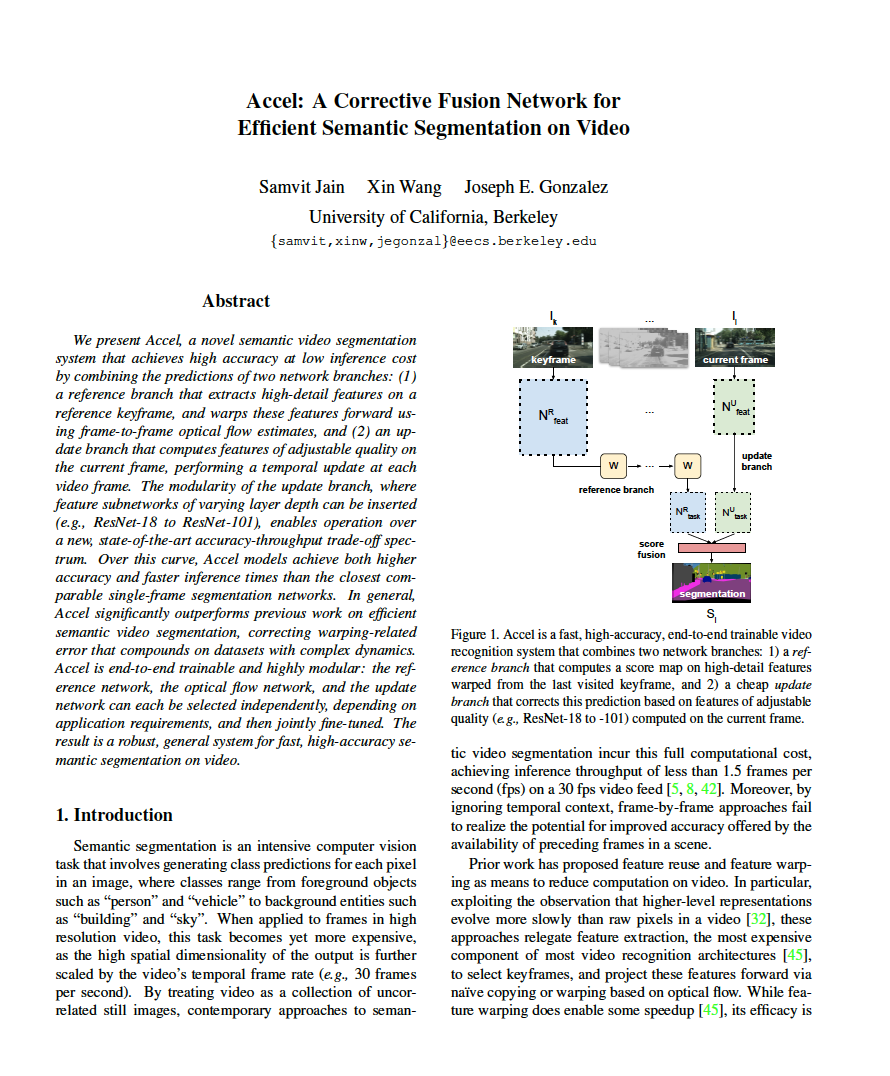 Accel: A Corrective Fusion Network for
Efficient Semantic Segmentation on Video
Samvit Jain Xin Wang Joseph E. Gonzalez
University of California, Berkeley
{samvit,xinw,jegonzal}@eecs.berkeley.edu
Abstract
We present Accel, a novel semantic video segmentation
system that achieves high accuracy at low inference cost
by combining the predictions of two network branches: (1)
a reference branch that extracts high-detail features on a
reference keyframe, and warps these features forward us-
ing frame-to-frame optical flow estimates, and (2) an up-
date branch that computes features of adjustable quality on
the current frame, performing a temporal update at each
video frame. The modularity of the update branch, where
feature subnetworks of varying layer depth can be inserted
(e.g., ResNet-18 to ResNet-101), enables operation over
a new, state-of-the-art accuracy-throughput trade-off spec-
trum. Over this curve, Accel models achieve both higher
accuracy and faster inference times than the closest com-
parable single-frame segmentation networks. In general,
Accel significantly outperforms previous work on efficient
semantic video segmentation, correcting warping-related
error that compounds on datasets with complex dynamics.
Accel is end-to-end trainable and highly modular: the ref-
erence network, the optical flow network, and the update
network can each be selected independently, depending on
application requirements, and then jointly fine-tuned. The
result is a robust, general system for fast, high-accuracy se-
mantic segmentation on video.
1. Introduction
Semantic segmentation is an intensive computer vision
task that involves generating class predictions for each pixel
in an image, where classes range from foreground objects
such as “person” and “vehicle” to background entities such
as “building” and “sky”. When applied to frames in high
resolution video, this task becomes yet more expensive,
as the high spatial dimensionality of the output is further
scaled by the video’s temporal frame rate (e.g., 30 frames
per second). By treating video as a collection of uncor-
related still images, contemporary approaches to seman-
I k ... I i
keyframe current frame
N R feat ... N U feat
update
branch
W ... W
reference branch
N R task N U task
score
fusion
segmentation
S i
Figure 1. Accel is a fast, high-accuracy, end-to-end trainable video
recognition system that combines two network branches: 1) a ref-
erence branch that computes a score map on high-detail features
warped from the last visited keyframe, and 2) a cheap update
branch that corrects this prediction based on features of adjustable
quality (e.g., ResNet-18 to -101) computed on the current frame.
tic video segmentation incur this full computational cost,
achieving inference throughput of less than 1.5 frames per
second (fps) on a 30 fps video feed [5, 8, 42]. Moreover, by
ignoring temporal context, frame-by-frame approaches fail
to realize the potential for improved accuracy offered by the
availability of preceding frames in a scene.
Prior work has proposed feature reuse and feature warp-
ing as means to reduce computation on video. In particular,
exploiting the observation that higher-level representations
evolve more slowly than raw pixels in a video [32], these
approaches relegate feature extraction, the most expensive
component of most video recognition architectures [45],
to select keyframes, and project these features forward via
naïve copying or warping based on optical flow. While fea-
ture warping does enable some speedup [45], its efficacy is